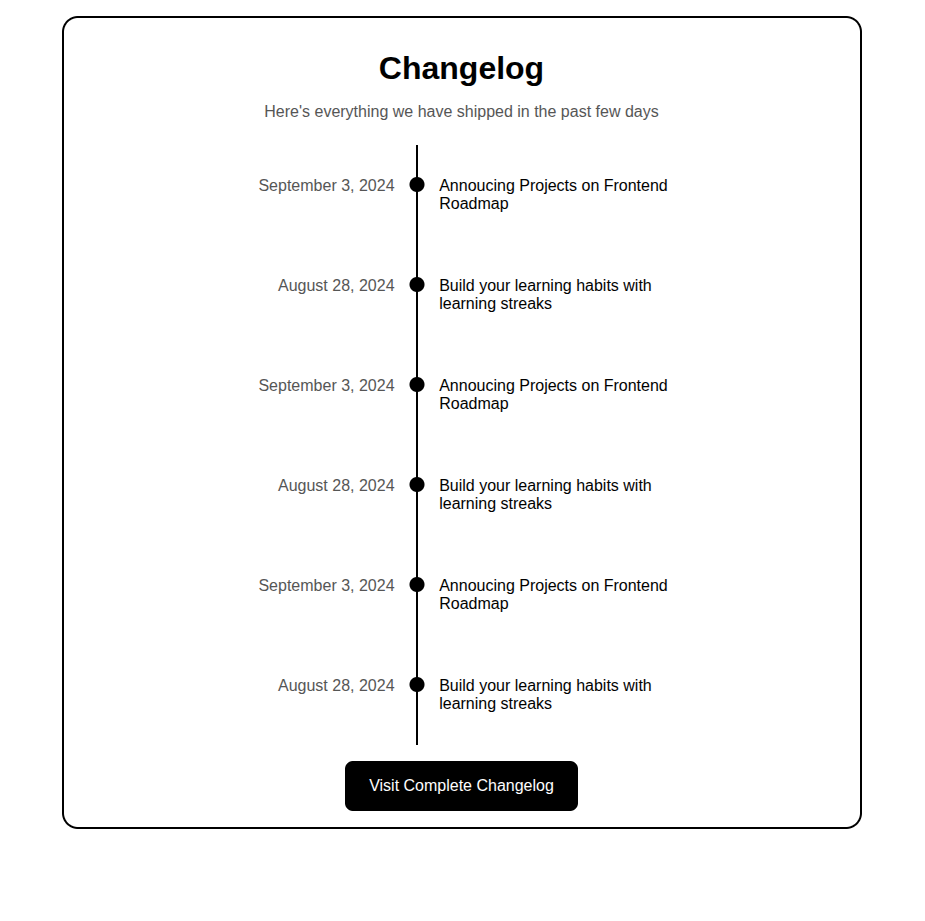 Changelog
Here's everything we have shipped in the past few days
September 3, 2024
Annoucing Projects on Frontend
Roadmap
August 28, 2024
Build your learning habits with
learning streaks
September 3, 2024
Annoucing Projects on Frontend
Roadmap
August 28, 2024
Build your learning habits with
learning streaks
September 3, 2024
Annoucing Projects on Frontend
Roadmap
August 28, 2024
Build your learning habits with
learning streaks
Visit Complete Changelog